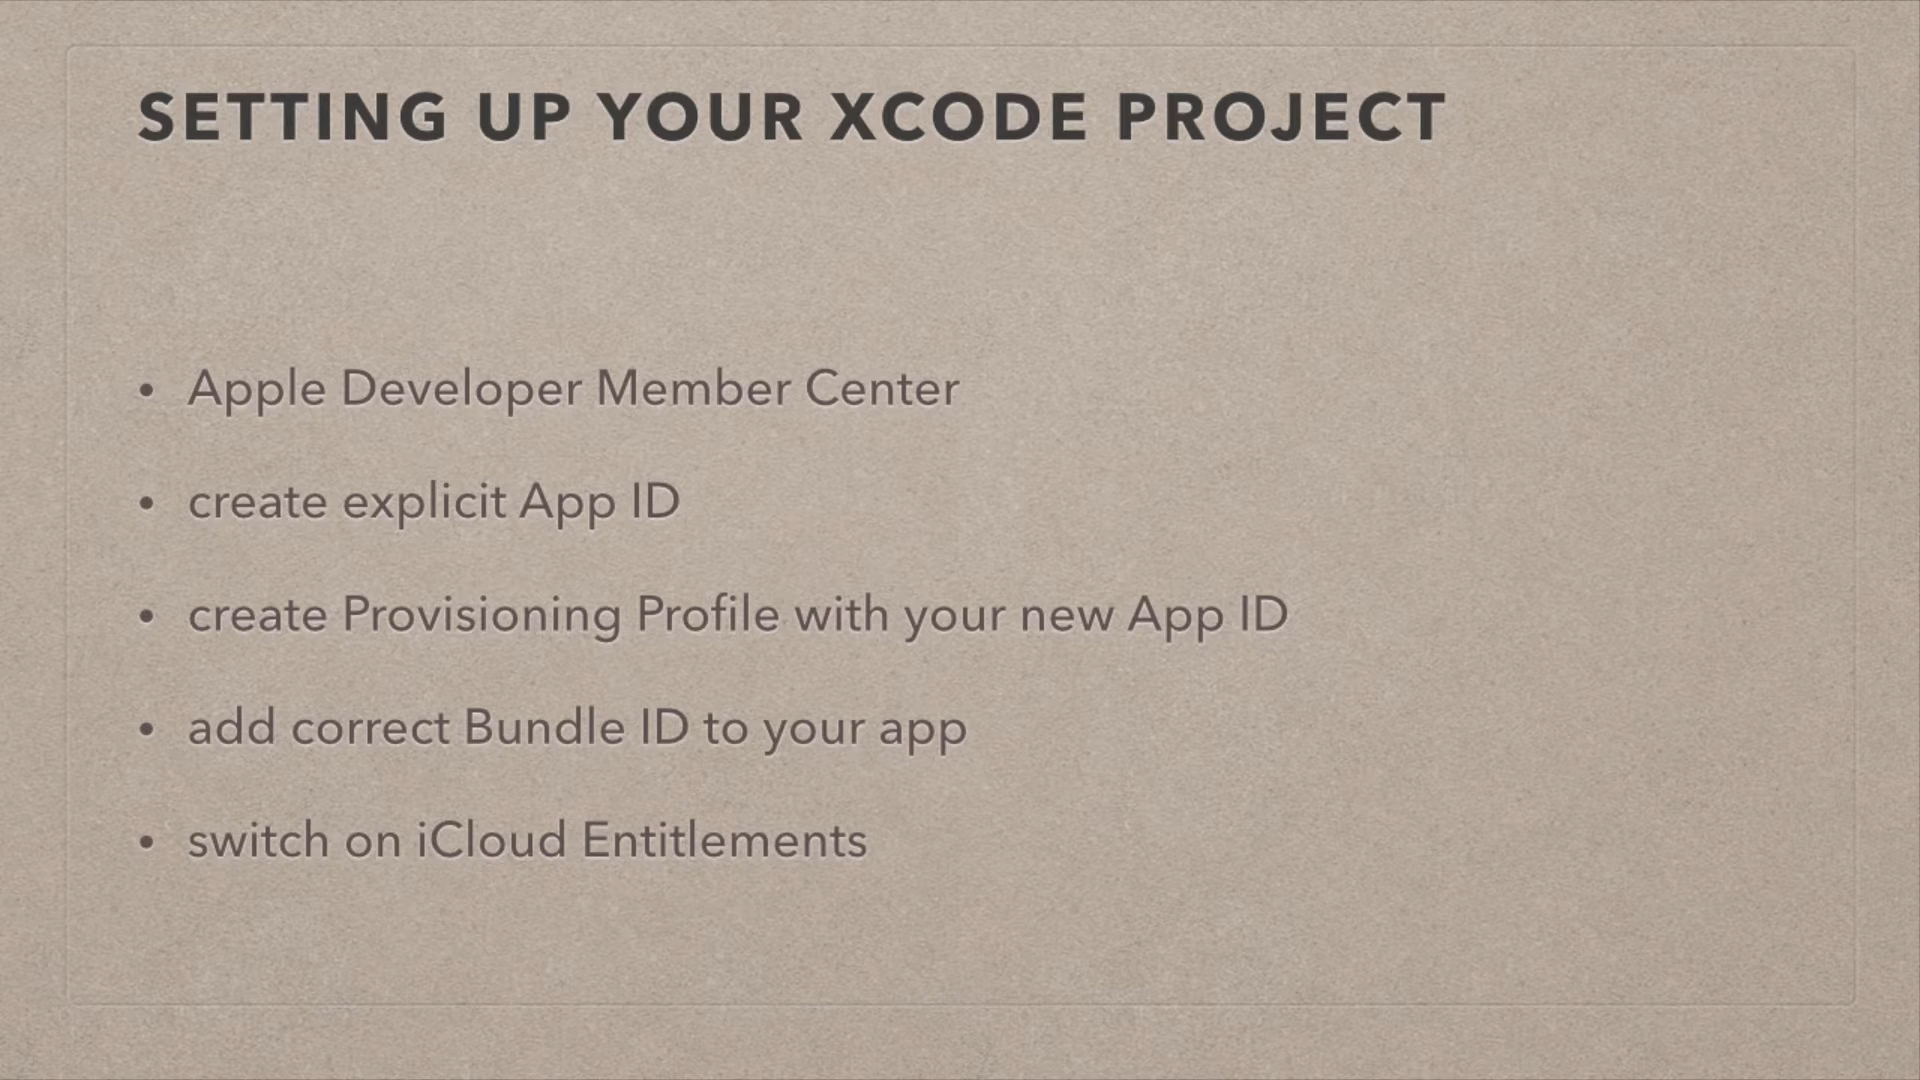 SETTING UP YOUR XCODE PROJECT
• Apple Developer Member Center
• create explicit App ID
• create Provisioning Profile with your new App ID
• add correct Bundle ID to your app
• switch on iCloud Entitlements